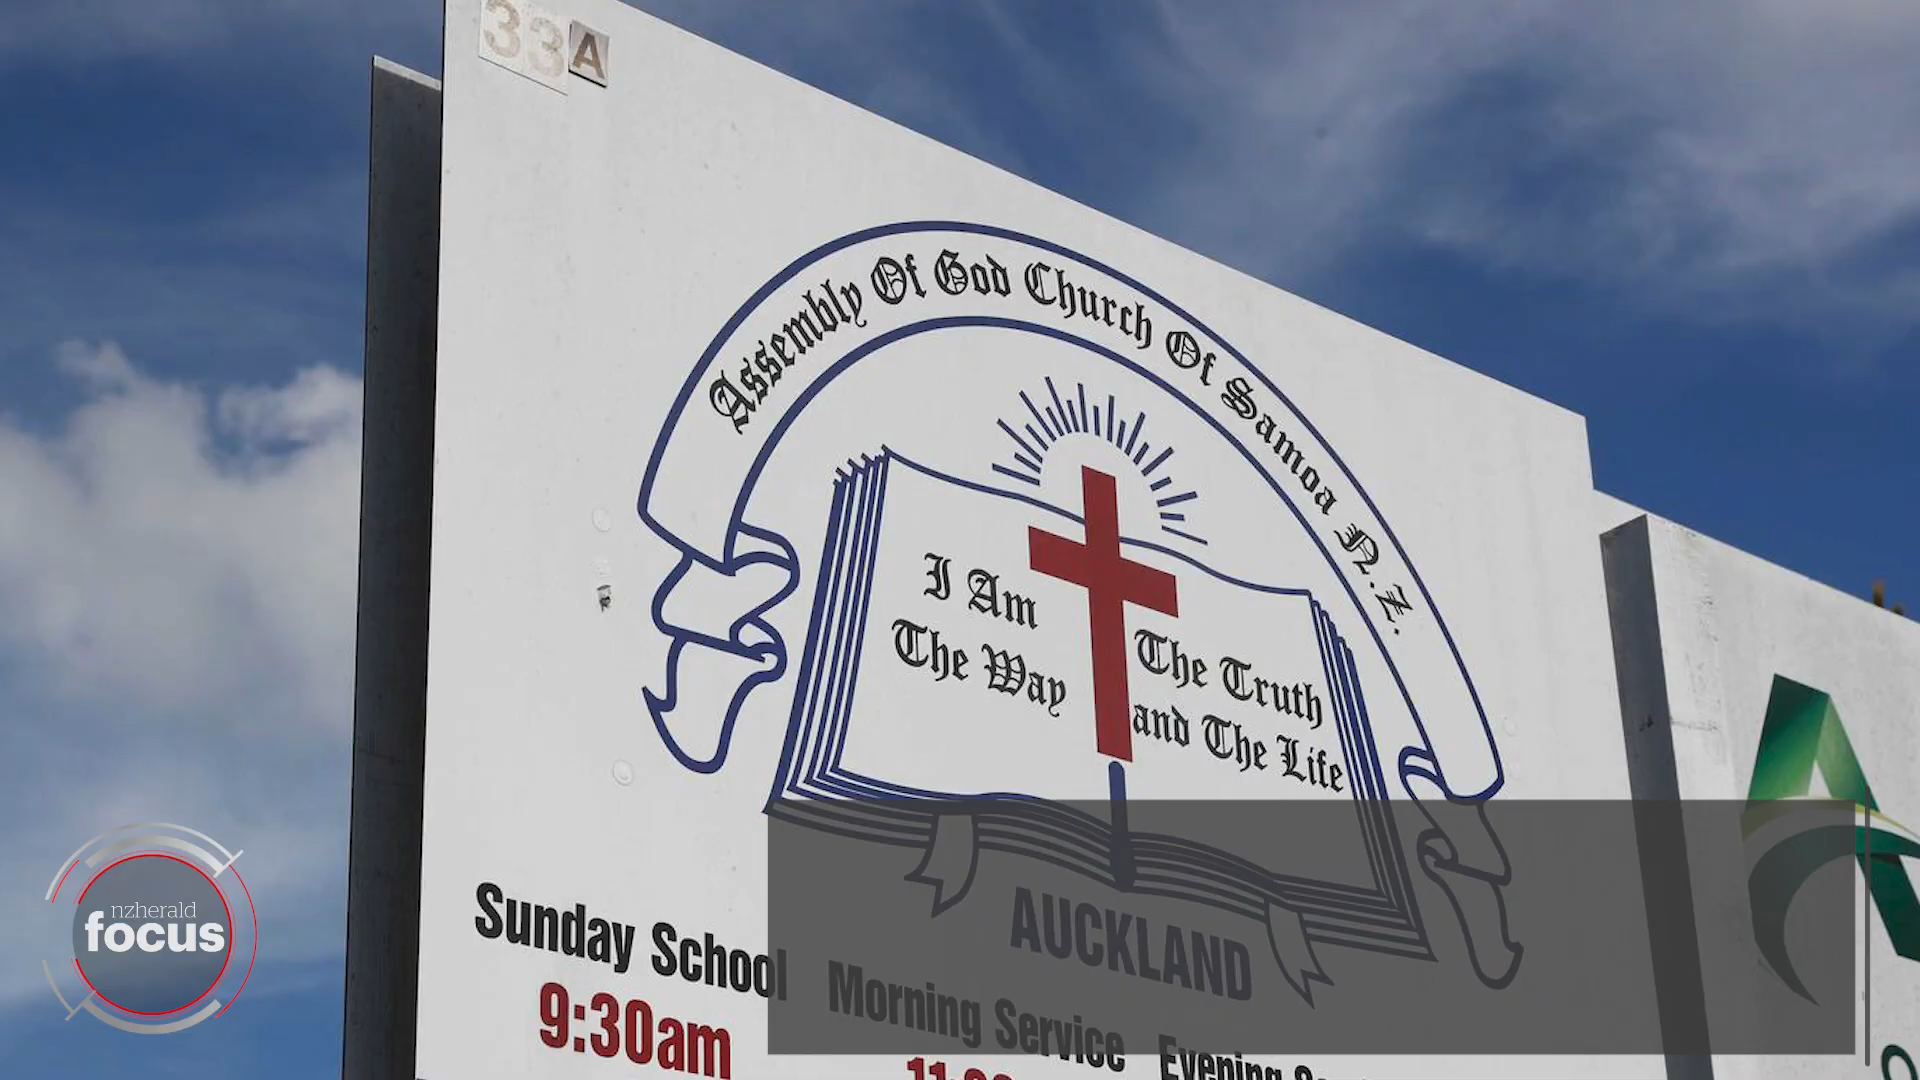 33A
Assembly Of God Church Of Samoa N.Z.
I Am
The Way
The Truth
and The Life
AUCKLAND
Sunday School
9:30am
Morning Service
Evening
nzherald
focus